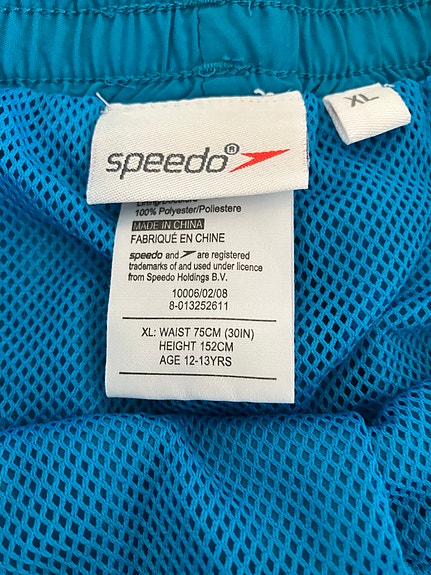 XL
speedo®
100% Polyester/Poliestere
MADE IN CHINA
FABRIQUÉ EN CHINE
speedo and are registered
trademarks of and used under licence
from Speedo Holdings B.V.
10006/02/08
8-013252611
XL: WAIST 75CM (30IN)
HEIGHT 152CM
AGE 12-13YRS